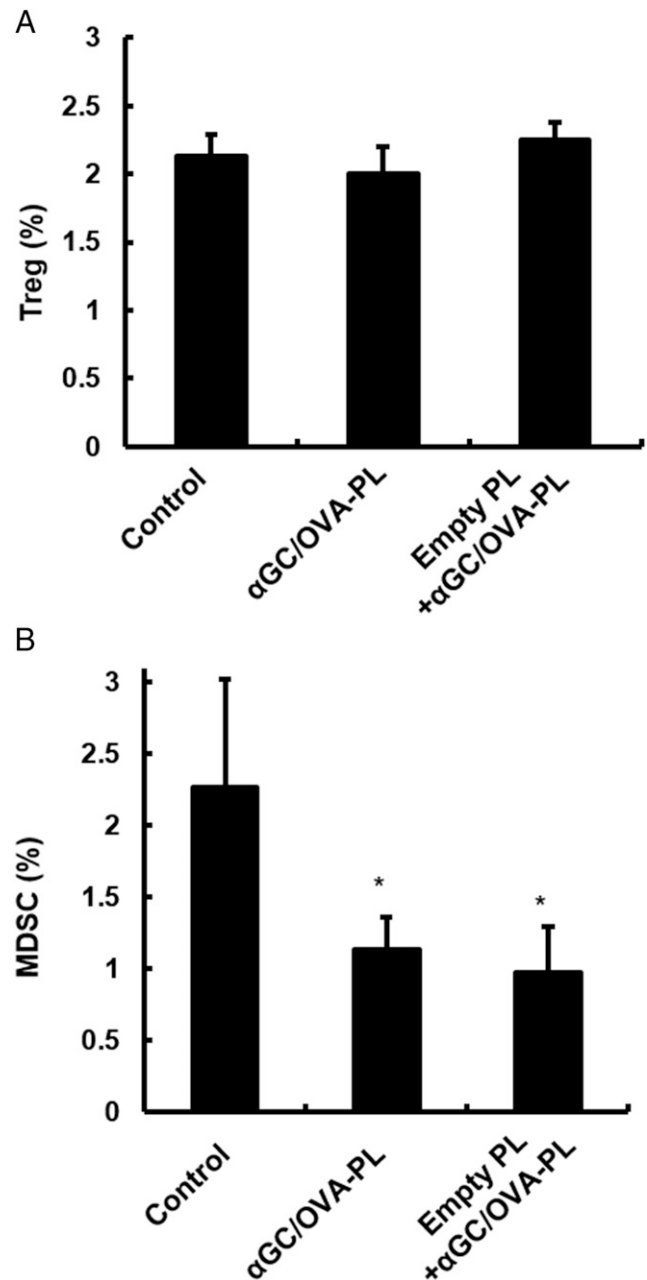 A
3
2.5
2
1.5
1
0.5
0
Treg (%)
Control
αGC/OVA-PL
Empty PL
+αGC/OVA-PL
B
3
2.5
2
1.5
1
0.5
0
MDSC (%)
*
*
Control
αGC/OVA-PL
Empty PL
+αGC/OVA-PL